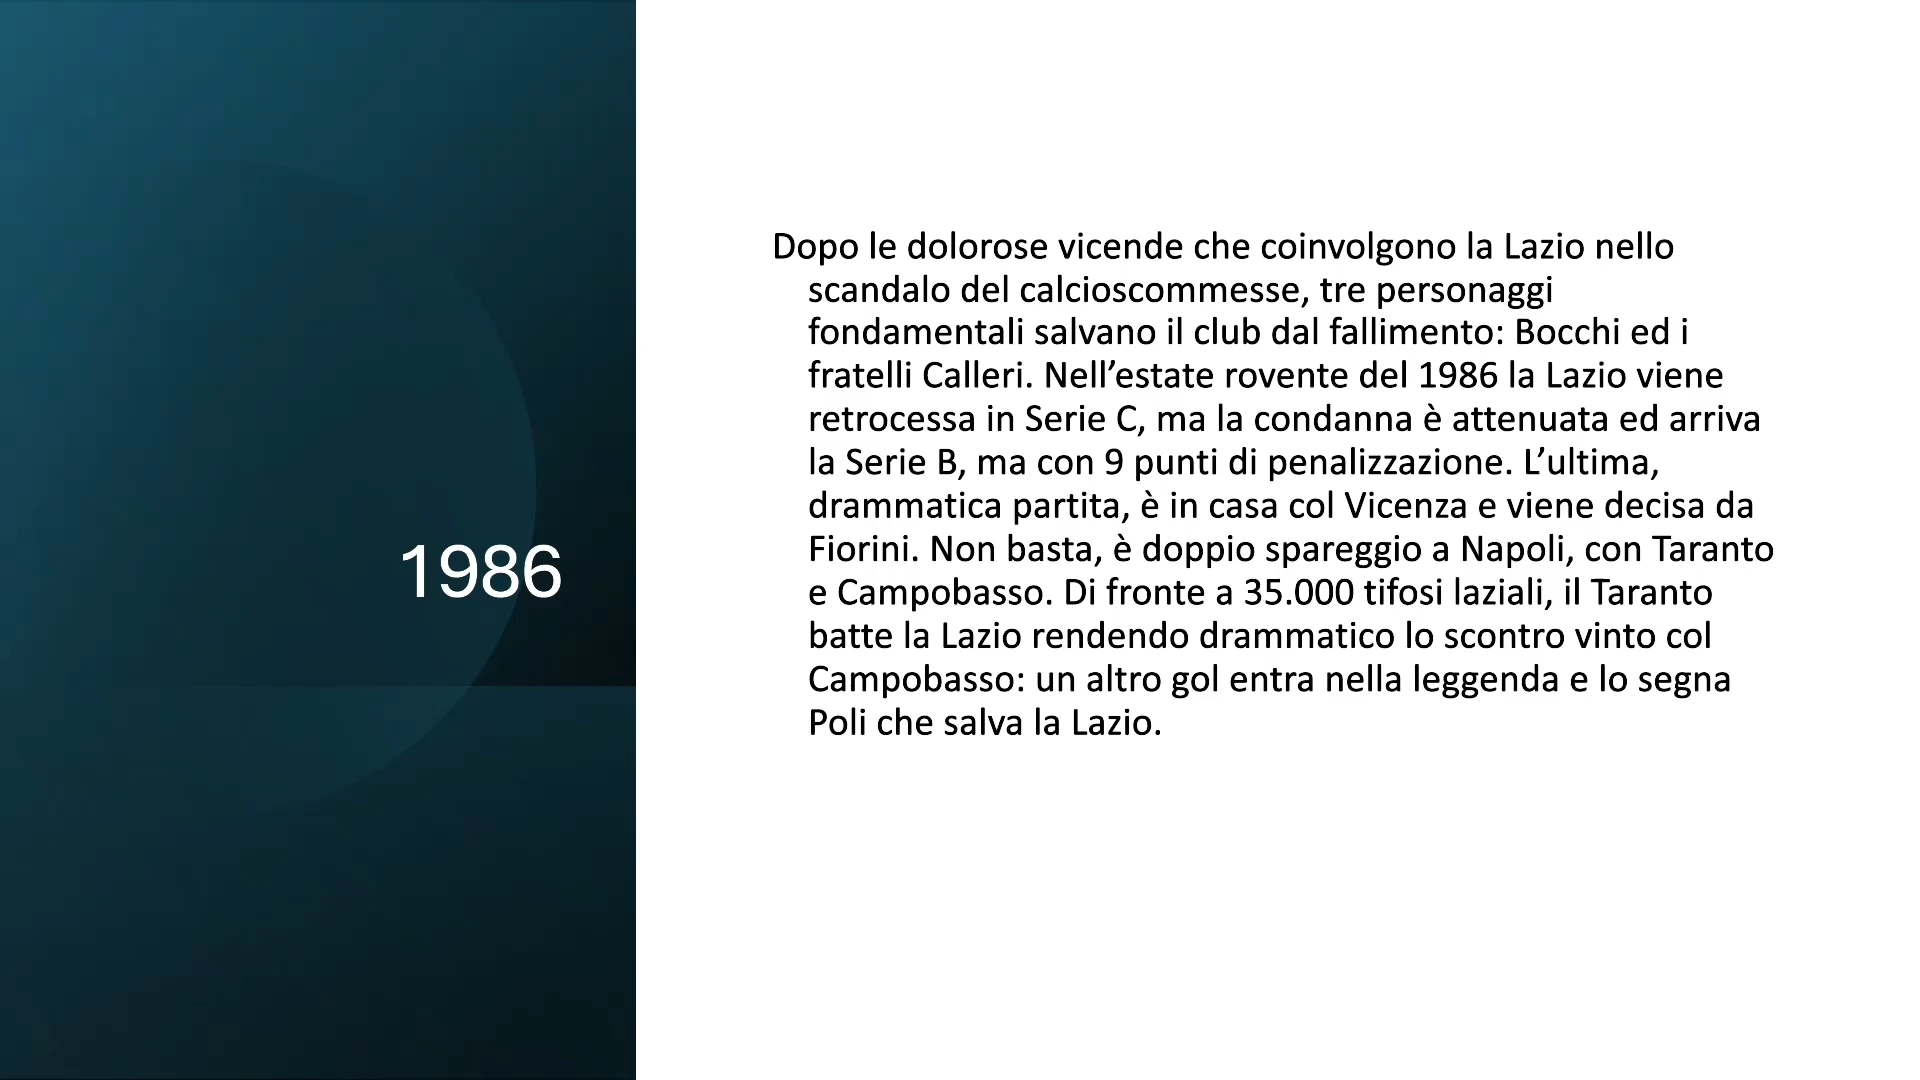 1986
Dopo le dolorose vicende che coinvolgono la Lazio nello
scandalo del calcioscommesse, tre personaggi
fondamentali salvano il club dal fallimento: Bocchi ed i
fratelli Calleri. Nell’estate rovente del 1986 la Lazio viene
retrocessa in Serie C, ma la condanna è attenuata ed arriva
la Serie B, ma con 9 punti di penalizzazione. L’ultima,
drammatica partita, è in casa col Vicenza e viene decisa da
Fiorini. Non basta, è doppio spareggio a Napoli, con Taranto
e Campobasso. Di fronte a 35.000 tifosi laziali, il Taranto
batte la Lazio rendendo drammatico lo scontro vinto col
Campobasso: un altro gol entra nella leggenda e lo segna
Poli che salva la Lazio.